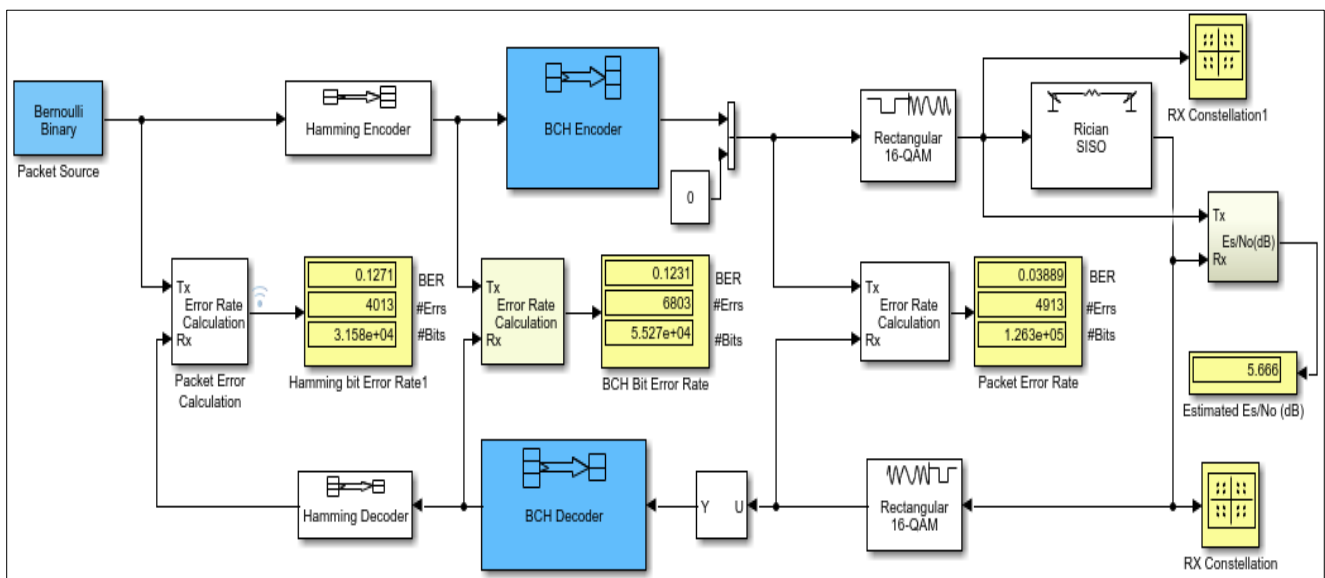 Bernoulli
Binary
Packet Source
Hamming Encoder
BCH Encoder
0
Rectangular
16-QAM
Rician
SISO
RX Constellation1
Tx
Rx
Es/No(dB)
Tx
Rx
Error Rate
Calculation
Packet Error
Calculation
0.1271
4013
3.158e+04
BER
#Errs
#Bits
Hamming bit Error Rate1
Tx
Rx
Error Rate
Calculation
0.1231
6803
5.527e+04
BER
#Errs
#Bits
BCH Bit Error Rate
Tx
Rx
Error Rate
Calculation
0.03889
4913
1.263e+05
BER
#Errs
#Bits
Packet Error Rate
5.666
Estimated Es/No (dB)
Hamming Decoder
BCH Decoder
Y U
Rectangular
16-QAM
RX Constellation